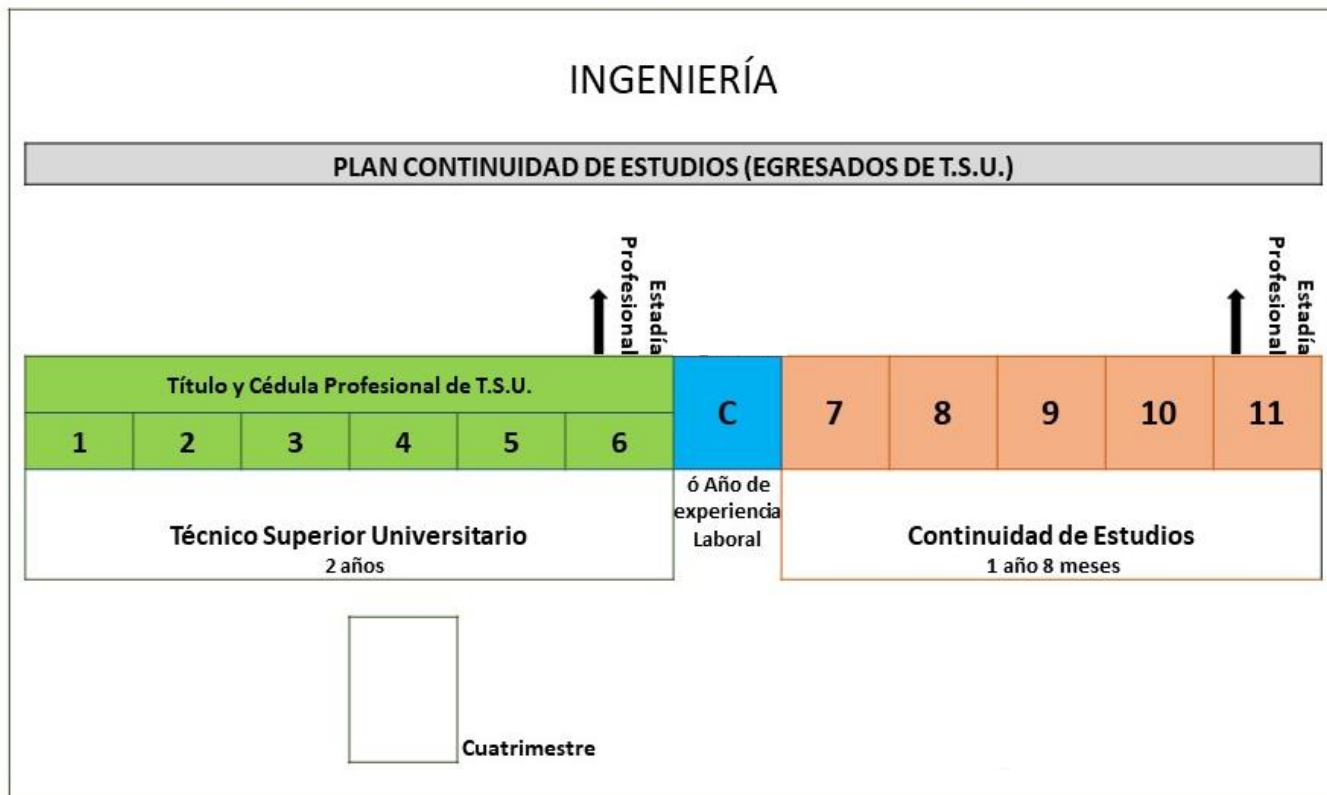 INGENIERÍA
PLAN CONTINUIDAD DE ESTUDIOS (EGRESADOS DE T.S.U.)
Estadía
Profesional
Estadía
Profesional
Título y Cédula Profesional de T.S.U.
1 2 3 4 5 6
C
7 8 9 10 11
Técnico Superior Universitario
2 años
ó Año de
experiencia
Laboral
Continuidad de Estudios
1 año 8 meses
Cuatrimestre